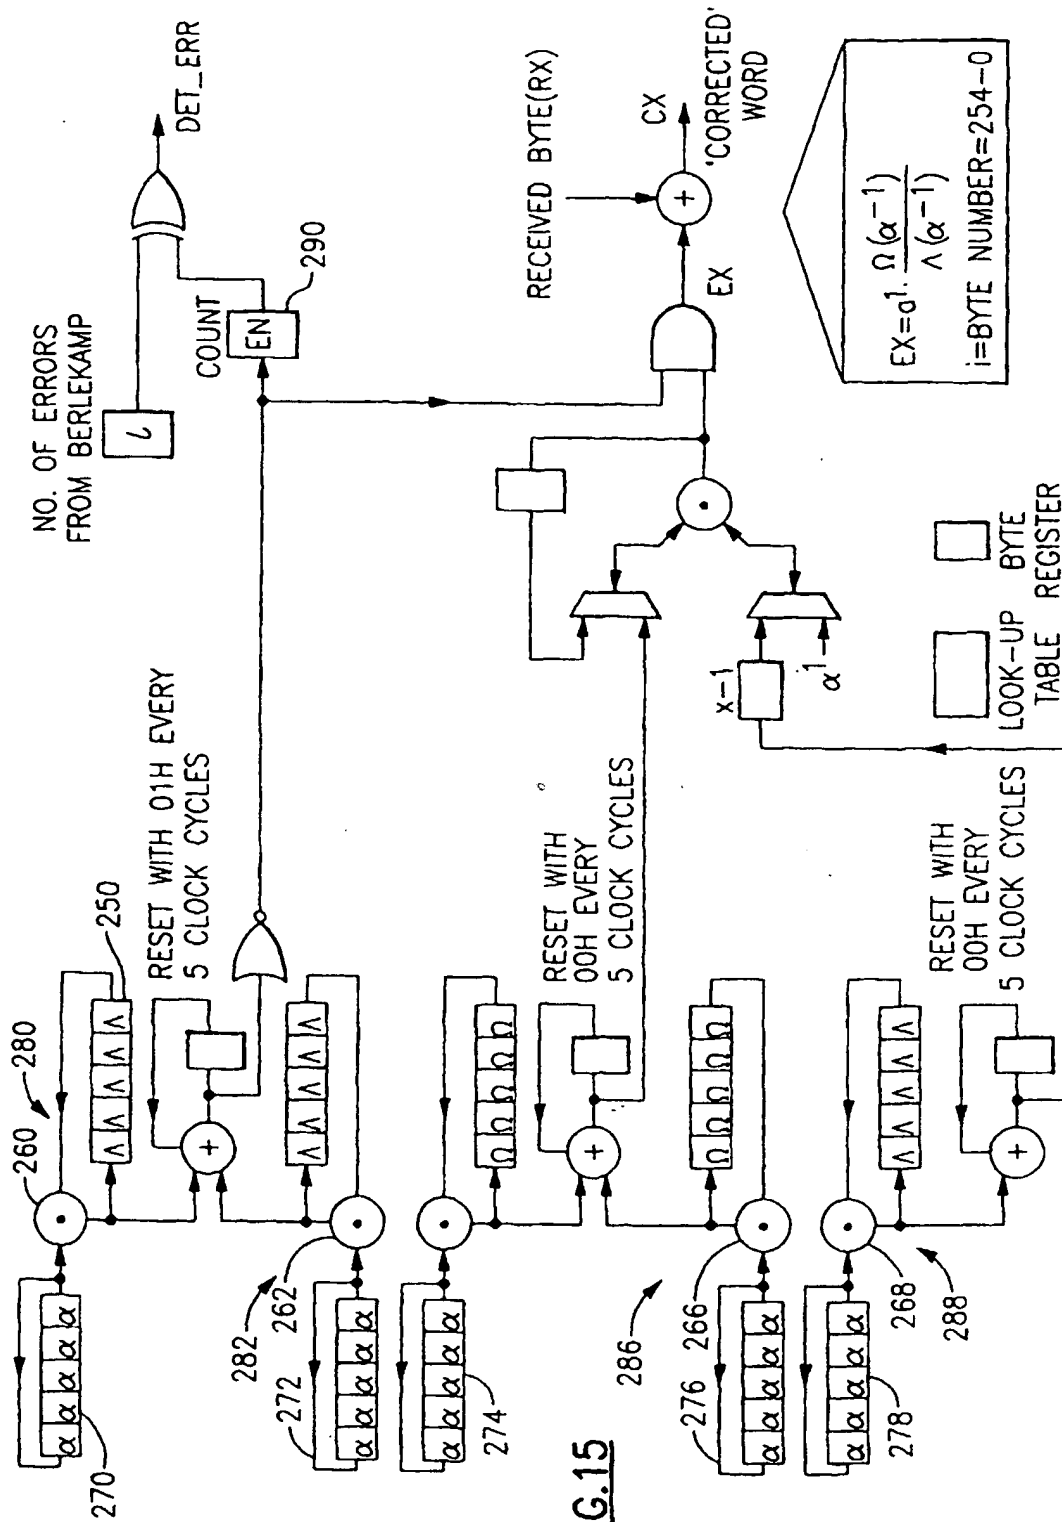 270
α α α α α
260
280
Λ Λ Λ Λ Λ
250
RESET WITH 01H EVERY
5 CLOCK CYCLES
NO. OF ERRORS
FROM BERLEKAMP
l
COUNT
EN
290
DET_ERR
272
α α α α α
282
262
+
Λ Λ Λ Λ Λ
α α α α α
274
Ω Ω Ω Ω Ω
+
RESET WITH
00H EVERY
5 CLOCK CYCLES
RECEIVED BYTE(RX)
EX
+
CX
'CORRECTED'
WORD
G.15
286
276
α α α α α
266
Ω Ω Ω Ω Ω
x-1
α1
α α α α α
278
268
288
Λ Λ Λ Λ Λ
+
RESET WITH
00H EVERY
5 CLOCK CYCLES
LOOK-UP
TABLE
BYTE
REGISTER
EX=a1. Ω(α-1)
Λ(α-1)
i=BYTE NUMBER=254-0